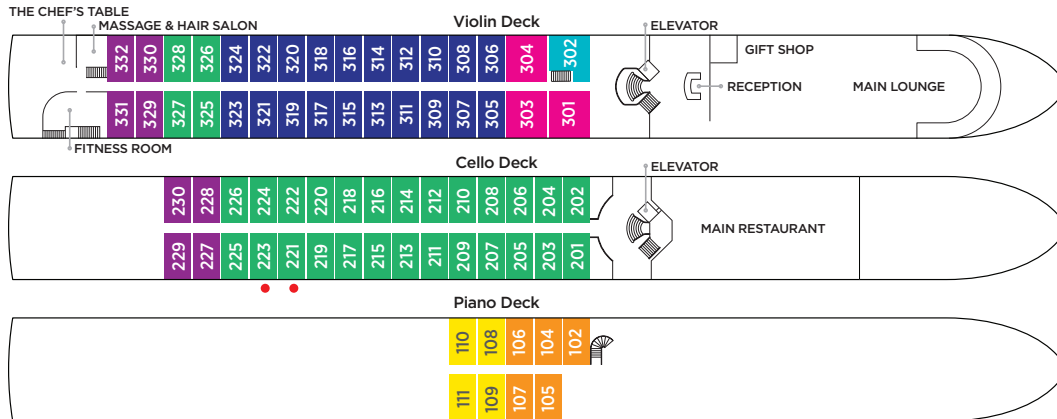 THE CHEF'S TABLE
MASSAGE & HAIR SALON
Violin Deck
ELEVATOR
332 330 328 326 324 322 320 318 316 314 312 310 308 306 304 302
GIFT SHOP
RECEPTION
MAIN LOUNGE
331 329 327 325 323 321 319 317 315 313 311 309 307 305 303 301
FITNESS ROOM
Cello Deck
ELEVATOR
230 228 226 224 222 220 218 216 214 212 210 208 206 204 202
MAIN RESTAURANT
229 227 225 223 221 219 217 215 213 211 209 207 205 203 201
Piano Deck
110 108 106 104 102
111 109 107 105